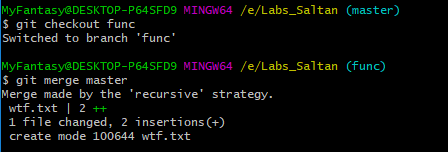 MyFantasy@DESKTOP-P64SFD9 MINGW64 /e/Labs_Saltan (master)
$ git checkout func
Switched to branch 'func'
MyFantasy@DESKTOP-P64SFD9 MINGW64 /e/Labs_Saltan (func)
$ git merge master
Merge made by the 'recursive' strategy.
 wtf.txt | 2 ++
 1 file changed, 2 insertions(+)
 create mode 100644 wtf.txt